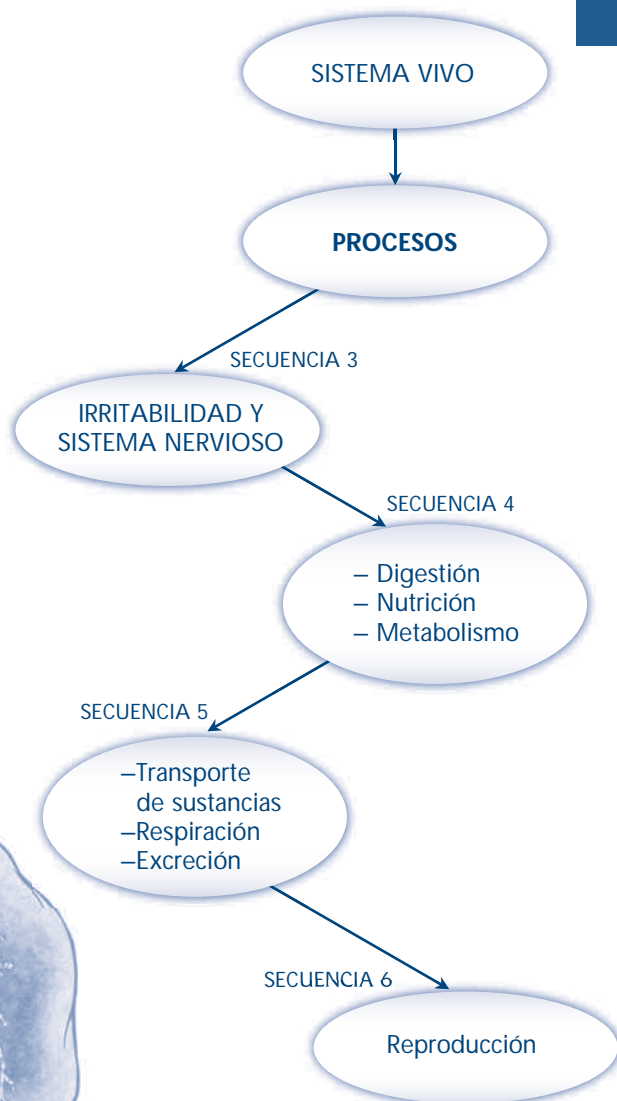 SISTEMA VIVO
PROCESOS
SECUENCIA 3
IRRITABILIDAD Y
SISTEMA NERVIOSO
SECUENCIA 4
– Digestión
– Nutrición
– Metabolismo
SECUENCIA 5
–Transporte
de sustancias
–Respiración
–Excreción
SECUENCIA 6
Reproducción